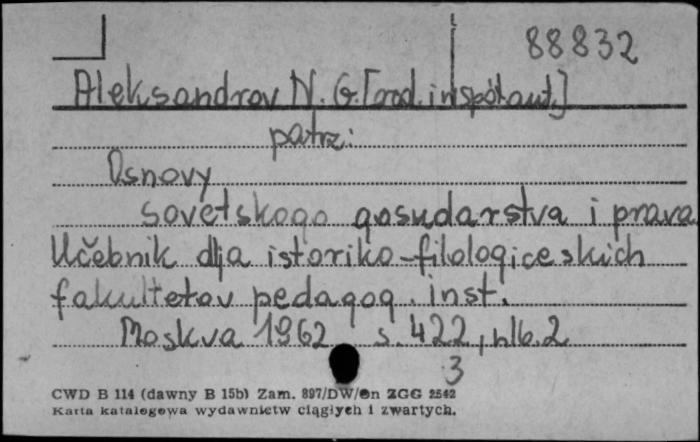 88832
Aleksandrov N. G. [red. i współaut.]
patrz:
Osnovy
sovetskogo gosudarstva i prava
Učebnik dlja istoriko-filologiceskich
fakultetov pedagog. inst.
Moskva 1962 s. 422, nlb. 2
3
CWD B 114 (dawny B 15b) Zam. 897/DW/On ZGG 2542
Karta katalogowa wydawnictw ciągłych i zwartych.